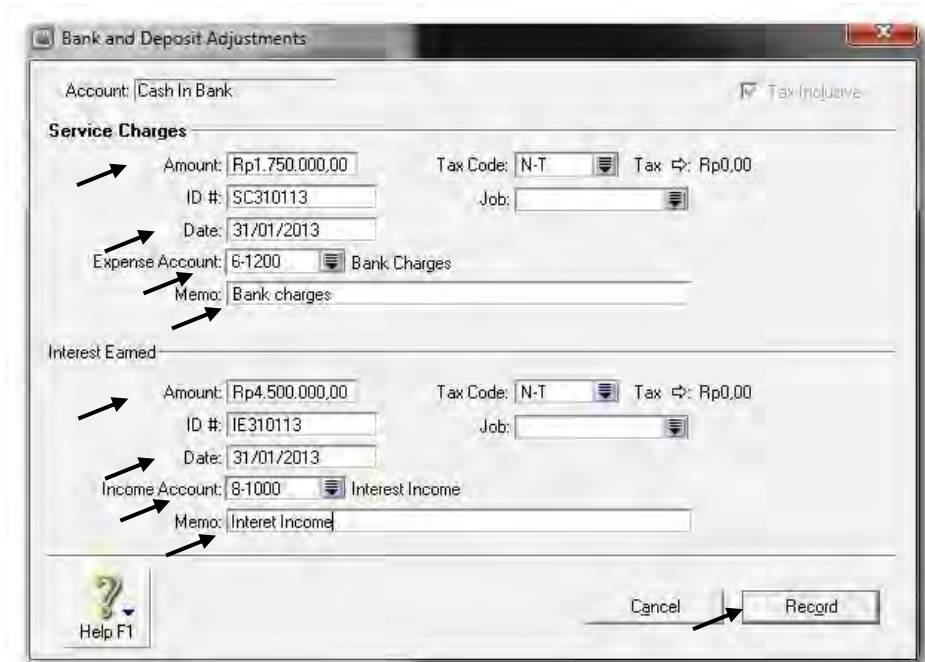 Bank and Deposit Adjustments
Account: Cash In Bank
Tax Inclusive
Service Charges
Amount: Rp1.750.000,00 Tax Code: N-T Tax ⇨: Rp0,00
ID #: SC310113 Job:
Date: 31/01/2013
Expense Account: 6-1200 Bank Charges
Memo: Bank charges
Interest Earned
Amount: Rp4.500.000,00 Tax Code: N-T Tax ⇨: Rp0,00
ID #: IE310113 Job:
Date: 31/01/2013
Income Account: 8-1000 Interest Income
Memo: Interet Income
Help F1
Cancel
Record